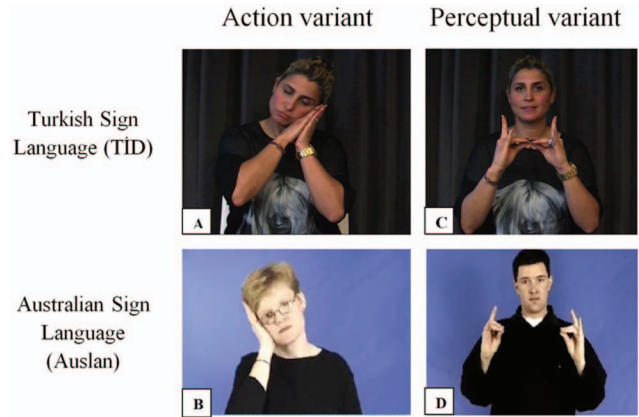 Action variant
Perceptual variant
Turkish Sign
Language (TİD)
A
C
Australian Sign
Language
(Auslan)
B
D